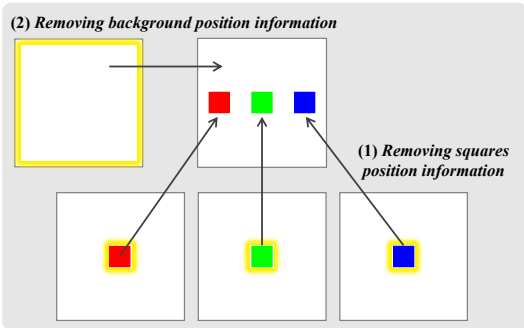 (2) Removing background position information
(1) Removing squares
position information